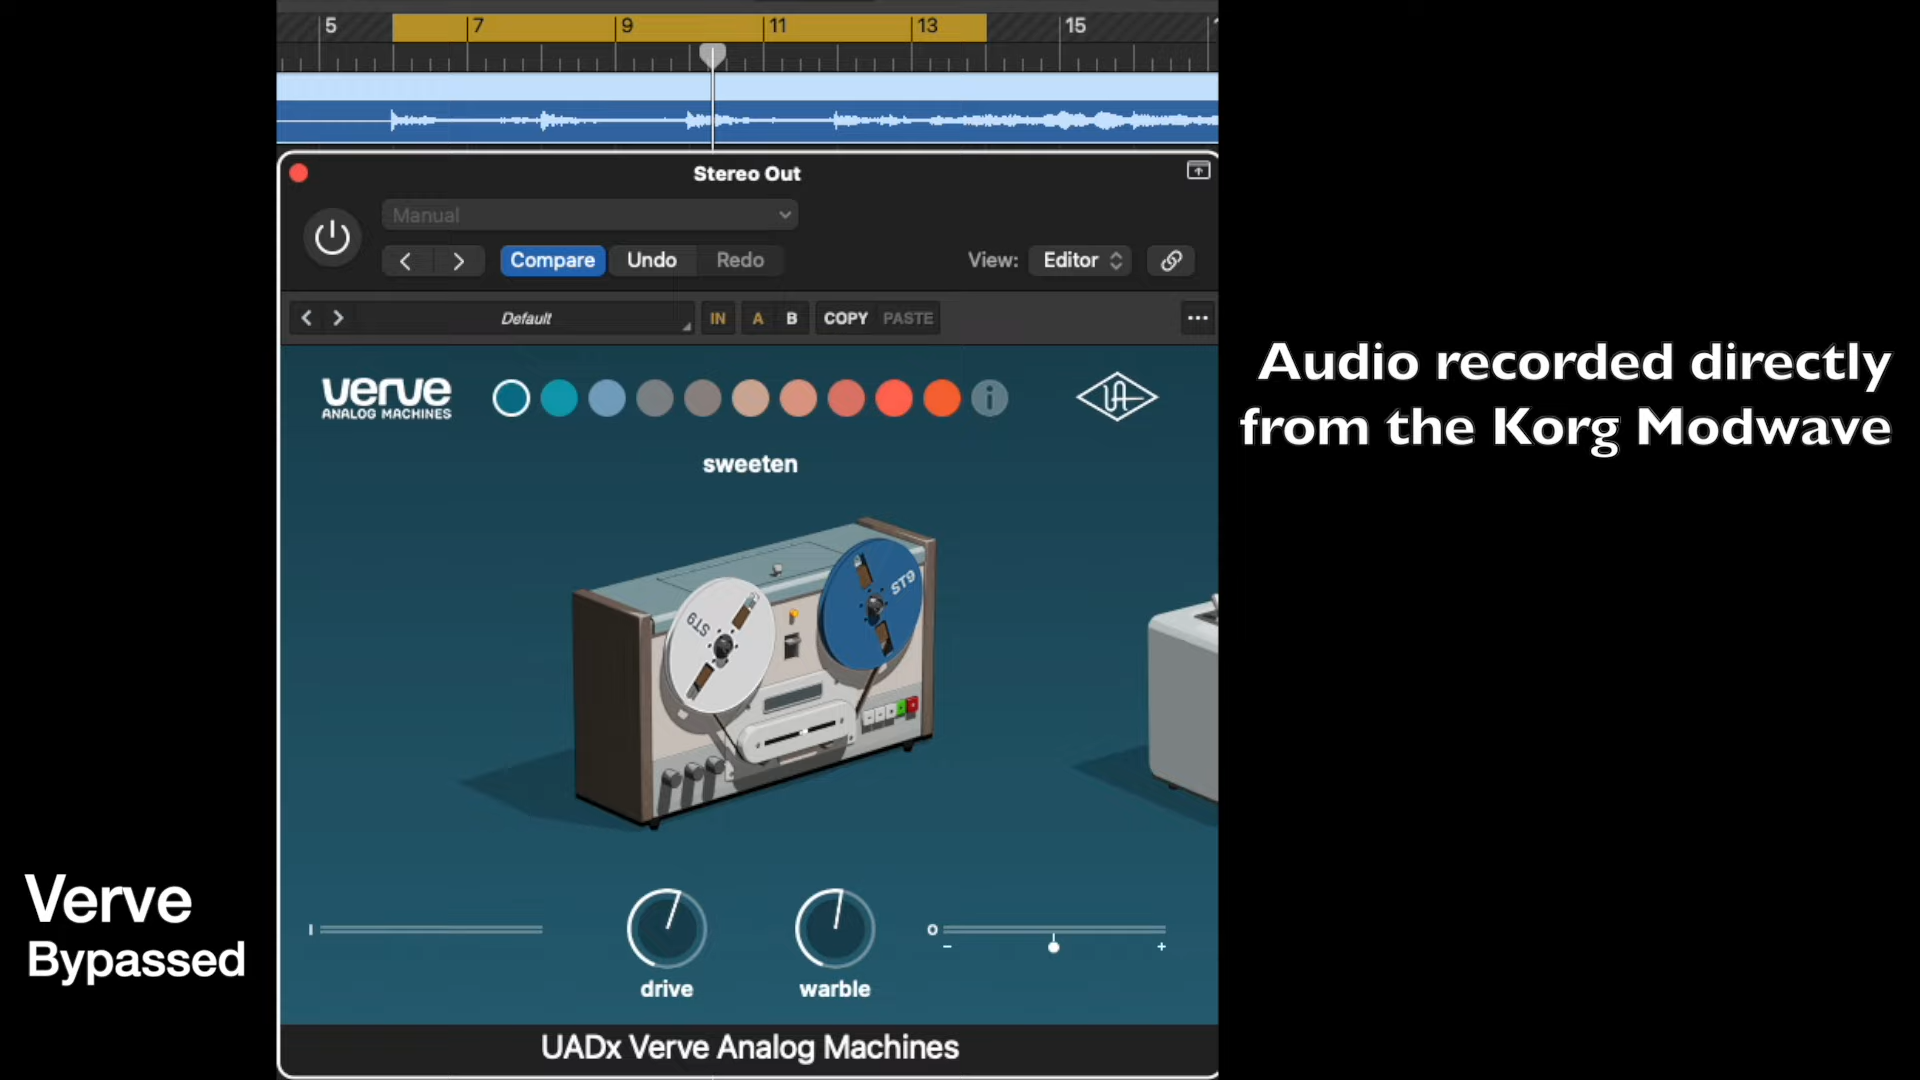 5 7 9 11 13 15
Stereo Out
Manual
Compare Undo Redo View: Editor
Default IN A B COPY PASTE
verve
ANALOG MACHINES
UA
Audio recorded directly
from the Korg Modwave
sweeten
ST9
ST9
Verve
Bypassed
I O
- +
drive warble
UADx Verve Analog Machines